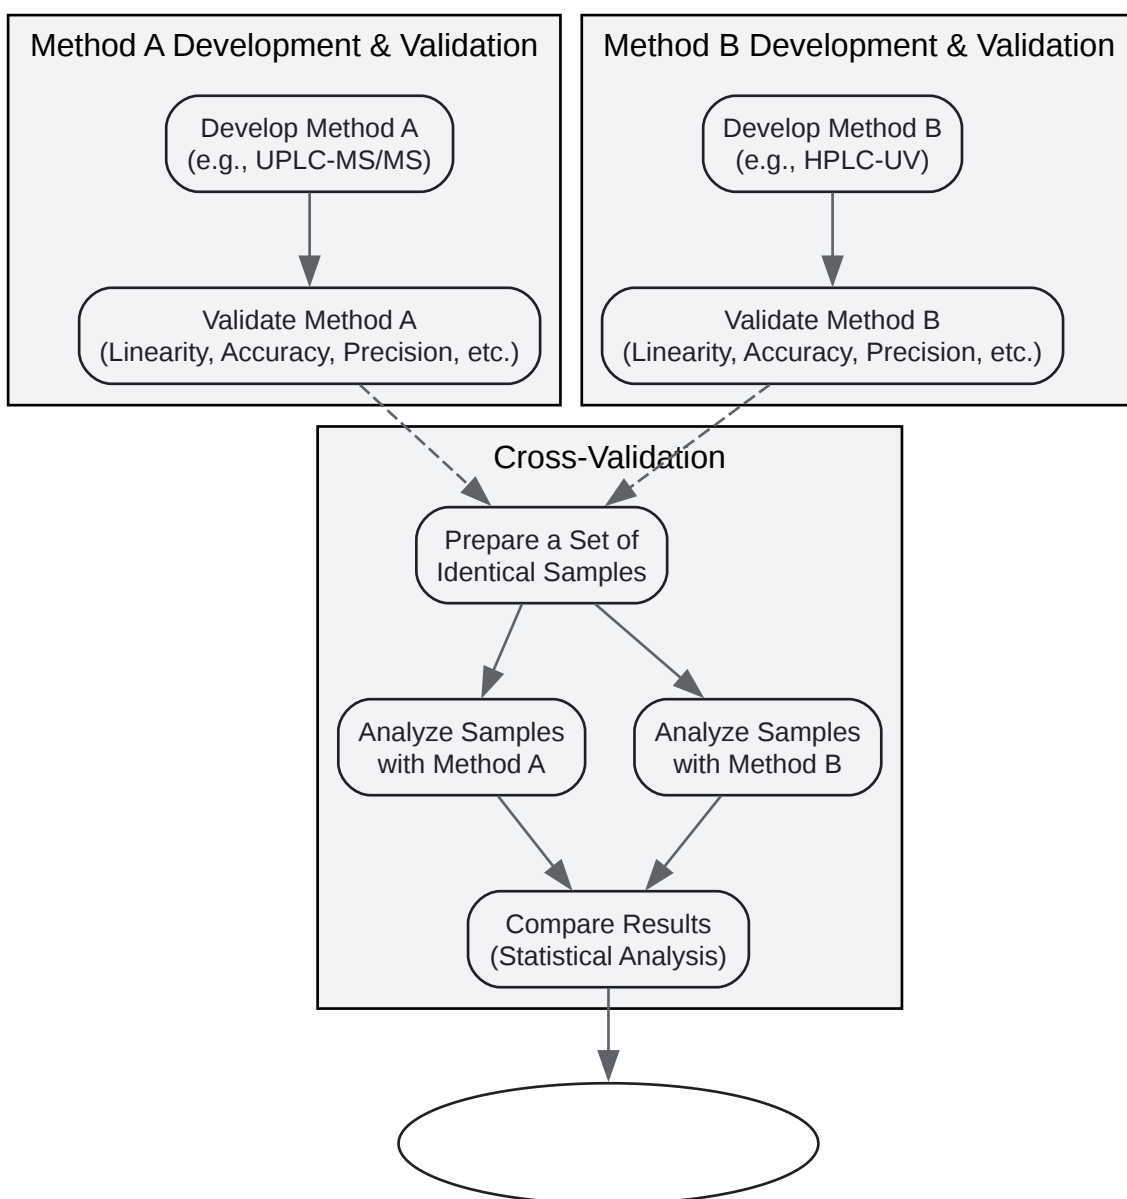 Method A Development & Validation
Develop Method A
(e.g., UPLC-MS/MS)
Validate Method A
(Linearity, Accuracy, Precision, etc.)
Method B Development & Validation
Develop Method B
(e.g., HPLC-UV)
Validate Method B
(Linearity, Accuracy, Precision, etc.)
Cross-Validation
Prepare a Set of
Identical Samples
Analyze Samples
with Method A
Analyze Samples
with Method B
Compare Results
(Statistical Analysis)